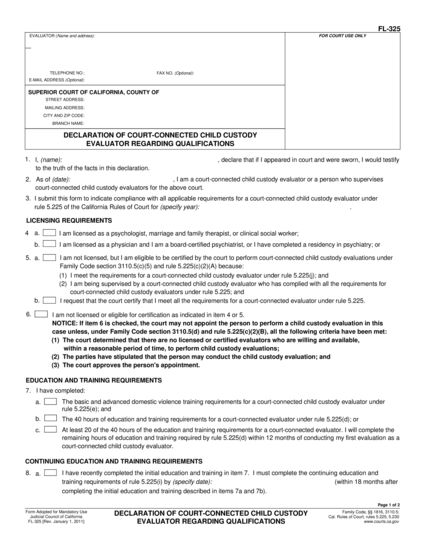 FL-325
EVALUATOR (Name and address):
FOR COURT USE ONLY
TELEPHONE NO.: FAX NO. (Optional):
E-MAIL ADDRESS (Optional):
SUPERIOR COURT OF CALIFORNIA, COUNTY OF
STREET ADDRESS:
MAILING ADDRESS:
CITY AND ZIP CODE:
BRANCH NAME:
DECLARATION OF COURT-CONNECTED CHILD CUSTODY
EVALUATOR REGARDING QUALIFICATIONS
1. I, (name): , declare that if I appeared in court and were sworn, I would testify
to the truth of the facts in this declaration.
2. As of (date): , I am a court-connected child custody evaluator or a person who supervises
court-connected child custody evaluators for the above court.
3. I submit this form to indicate compliance with all applicable requirements for a court-connected child custody evaluator under
rule 5.225 of the California Rules of Court for (specify year): .
LICENSING REQUIREMENTS
4 a. I am licensed as a psychologist, marriage and family therapist, or clinical social worker;
b. I am licensed as a physician and I am a board-certified psychiatrist, or I have completed a residency in psychiatry; or
5. a. I am not licensed, but I am eligible to be certified by the court to perform court-connected child custody evaluations under
Family Code section 3110.5(c)(5) and rule 5.225(c)(2)(A) because:
(1) I meet the requirements for a court-connected child custody evaluator under rule 5.225(j); and
(2) I am being supervised by a court-connected child custody evaluator who has complied with all the requirements for
court-connected child custody evaluators under rule 5.225; and
b. I request that the court certify that I meet all the requirements for a court-connected evaluator under rule 5.225.
6. I am not licensed or eligible for certification as indicated in item 4 or 5.
NOTICE: If item 6 is checked, the court may not appoint the person to perform a child custody evaluation in this
case unless, under Family Code section 3110.5(d) and rule 5.225(c)(2)(B), all the following criteria have been met:
(1) The court determined that there are no licensed or certified evaluators who are willing and available,
within a reasonable period of time, to perform child custody evaluations;
(2) The parties have stipulated that the person may conduct the child custody evaluation; and
(3) The court approves the person's appointment.
EDUCATION AND TRAINING REQUIREMENTS
7. I have completed:
a. The basic and advanced domestic violence training requirements for a court-connected child custody evaluator under
rule 5.225(e); and
b. The 40 hours of education and training requirements for a court-connected evaluator under rule 5.225(d); or
c. At least 20 of the 40 hours of the education and training requirements for a court-connected evaluator. I will complete the
remaining hours of education and training required by rule 5.225(d) within 12 months of conducting my first evaluation as a
court-connected child custody evaluator.
CONTINUING EDUCATION AND TRAINING REQUIREMENTS
8. a. I have recently completed the initial education and training in item 7. I must complete the continuing education and
training requirements of rule 5.225(i) by (specify date): (within 18 months after
completing the initial education and training described in items 7a and 7b).
Page 1 of 2
Form Adopted for Mandatory Use
Judicial Council of California
FL-325 [Rev. January 1, 2011]
DECLARATION OF COURT-CONNECTED CHILD CUSTODY
EVALUATOR REGARDING QUALIFICATIONS
Family Code, §§ 1816, 3110.5;
Cal. Rules of Court, rules 5.225, 5.230
www.courts.ca.gov